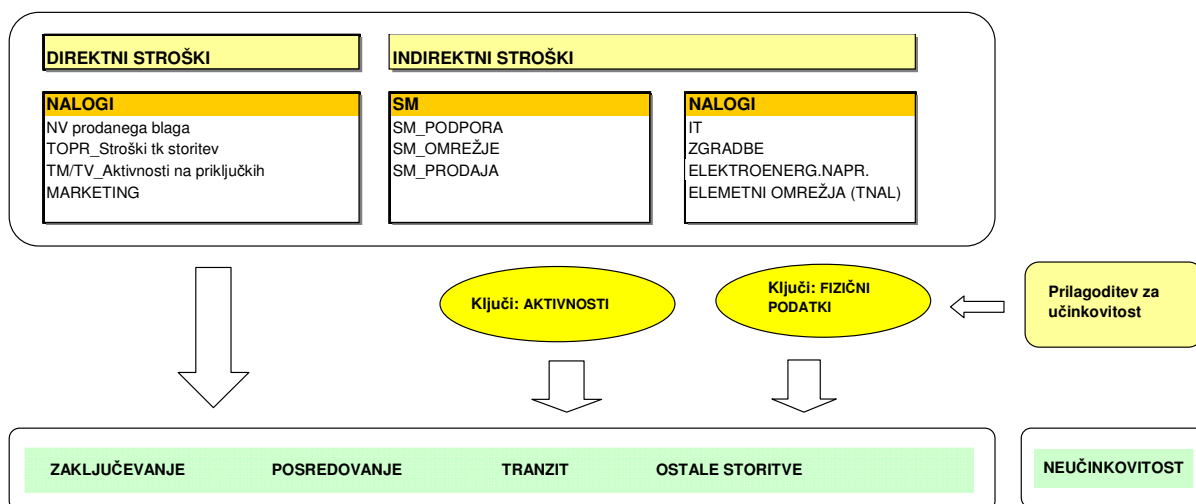 DIREKTNI STROŠKI
INDIREKTNI STROŠKI
NALOGI
NV prodanega blaga
TOPR_Stroški tk storitev
TM/TV_Aktivnosti na priključkih
MARKETING
SM
SM_PODPORA
SM_OMREŽJE
SM_PRODAJA
NALOGI
IT
ZGRADBE
ELEKTROENERG.NAPR.
ELEMETNI OMREŽJA (TNAL)
Ključi: AKTIVNOSTI
Ključi: FIZIČNI
PODATKI
Prilagoditev za
učinkovitost
ZAKLJUČEVANJE
POSREDOVANJE
TRANZIT
OSTALE STORITVE
NEUČINKOVITOST